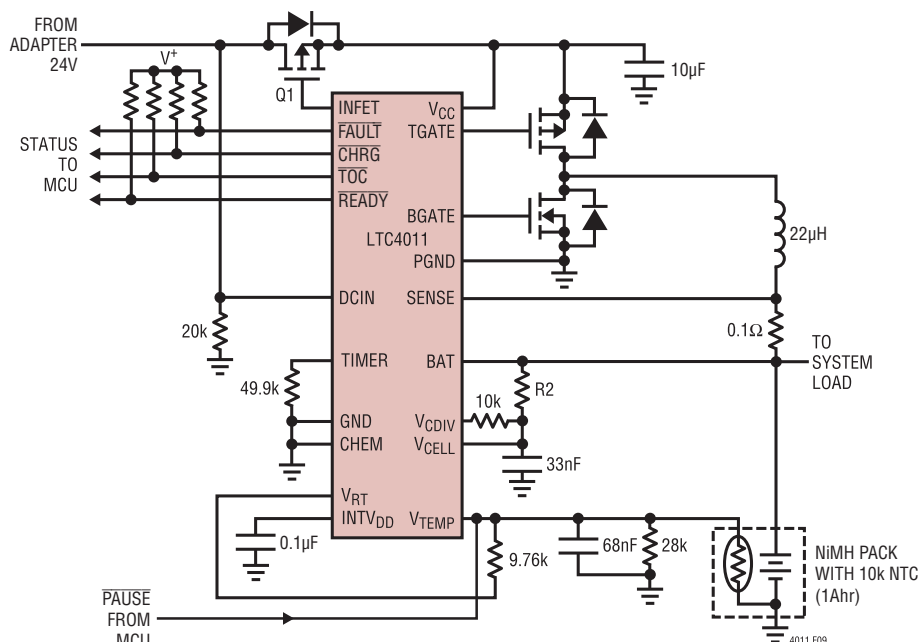 FROM
ADAPTER
24V
V+
Q1
10µF
STATUS
TO
MCU
INFET
FAULT
CHRG
TOC
READY
DCIN
TIMER
GND
CHEM
VRT
INTVDD
LTC4011
VCC
TGATE
BGATE
PGND
SENSE
BAT
VCDIV
VCELL
VTEMP
22µH
0.1Ω
TO
SYSTEM
LOAD
20k
49.9k
R2
10k
33nF
0.1µF
9.76k
68nF
28k
NiMH PACK
WITH 10k NTC
(1Ahr)
PAUSE
FROM
MCU
4011 F09